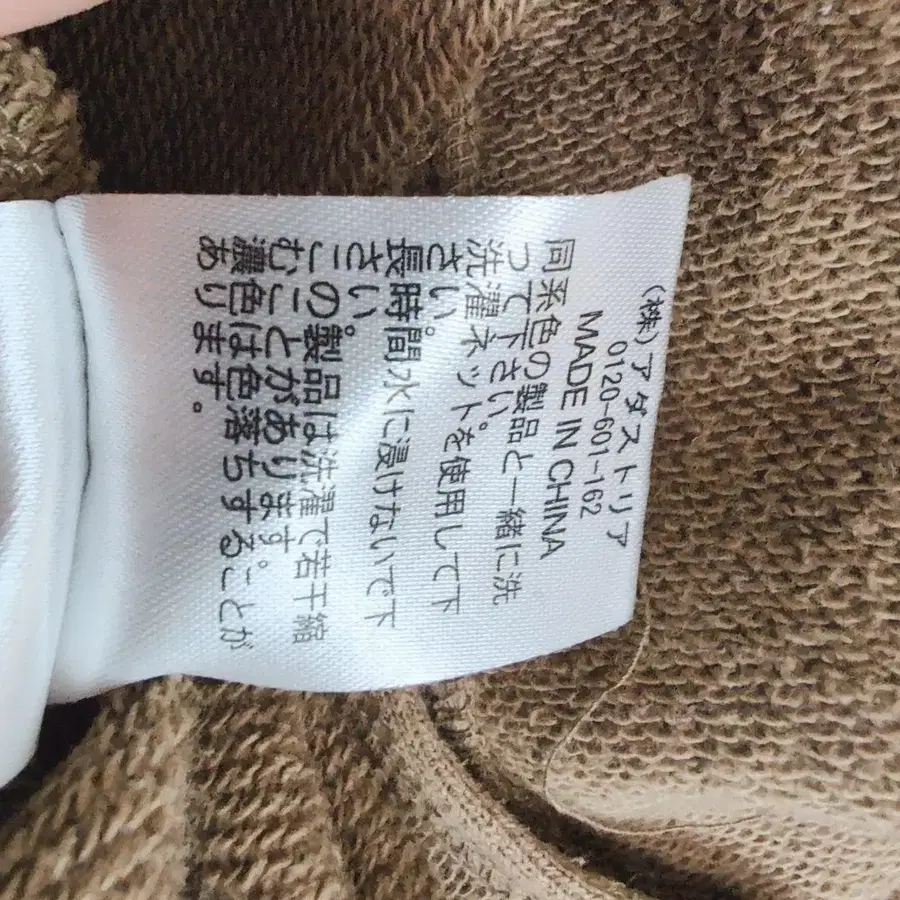 (株)アダストリア
0120-601-162
MADE IN CHINA
同系色の製品と一緒に洗
って下さい。
洗濯ネットを使用して下
さい。
長時間水に浸けないで下
さい。
この製品は洗濯で若干縮
むことがあります。
濃色は色落ちすることが
あります。